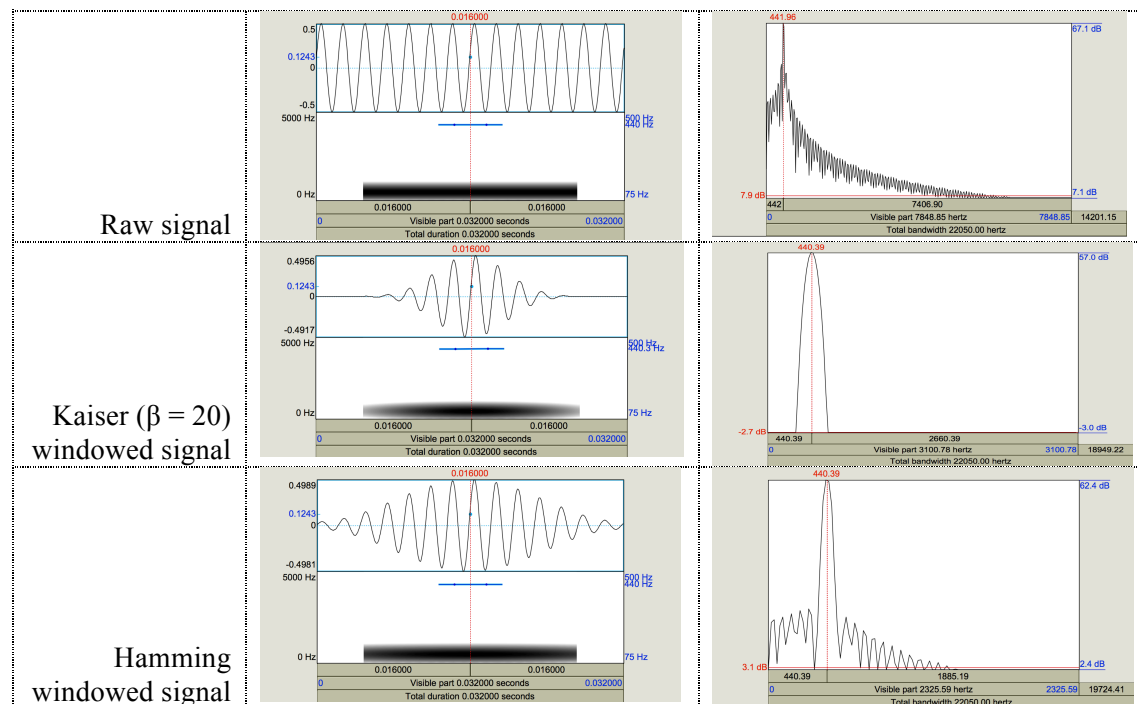 0.016000
0.5
0.1243
0
-0.5
5000 Hz
500 Hz
440 Hz
0 Hz
75 Hz
0.016000 0.016000
0 Visible part 0.032000 seconds 0.032000
Total duration 0.032000 seconds
441.96
67.1 dB
7.9 dB
7.1 dB
442 7406.90
0 Visible part 7848.85 hertz 7848.85 14201.15
Total bandwidth 22050.00 hertz
Raw signal
0.016000
0.4956
0.1243
0
-0.4917
5000 Hz
500 Hz
440.3 Hz
0 Hz
75 Hz
0.016000 0.016000
0 Visible part 0.032000 seconds 0.032000
Total duration 0.032000 seconds
440.39
57.0 dB
-2.7 dB
-3.0 dB
440.39 2660.39
0 Visible part 3100.78 hertz 3100.78 18949.22
Total bandwidth 22050.00 hertz
Kaiser (β = 20)
windowed signal
0.016000
0.4989
0.1243
0
-0.4981
5000 Hz
500 Hz
440 Hz
0 Hz
75 Hz
0.016000 0.016000
0 Visible part 0.032000 seconds 0.032000
Total duration 0.032000 seconds
440.39
62.4 dB
3.1 dB
2.4 dB
440.39 1885.19
0 Visible part 2325.59 hertz 2325.59 19724.41
Total bandwidth 22050.00 hertz
Hamming
windowed signal